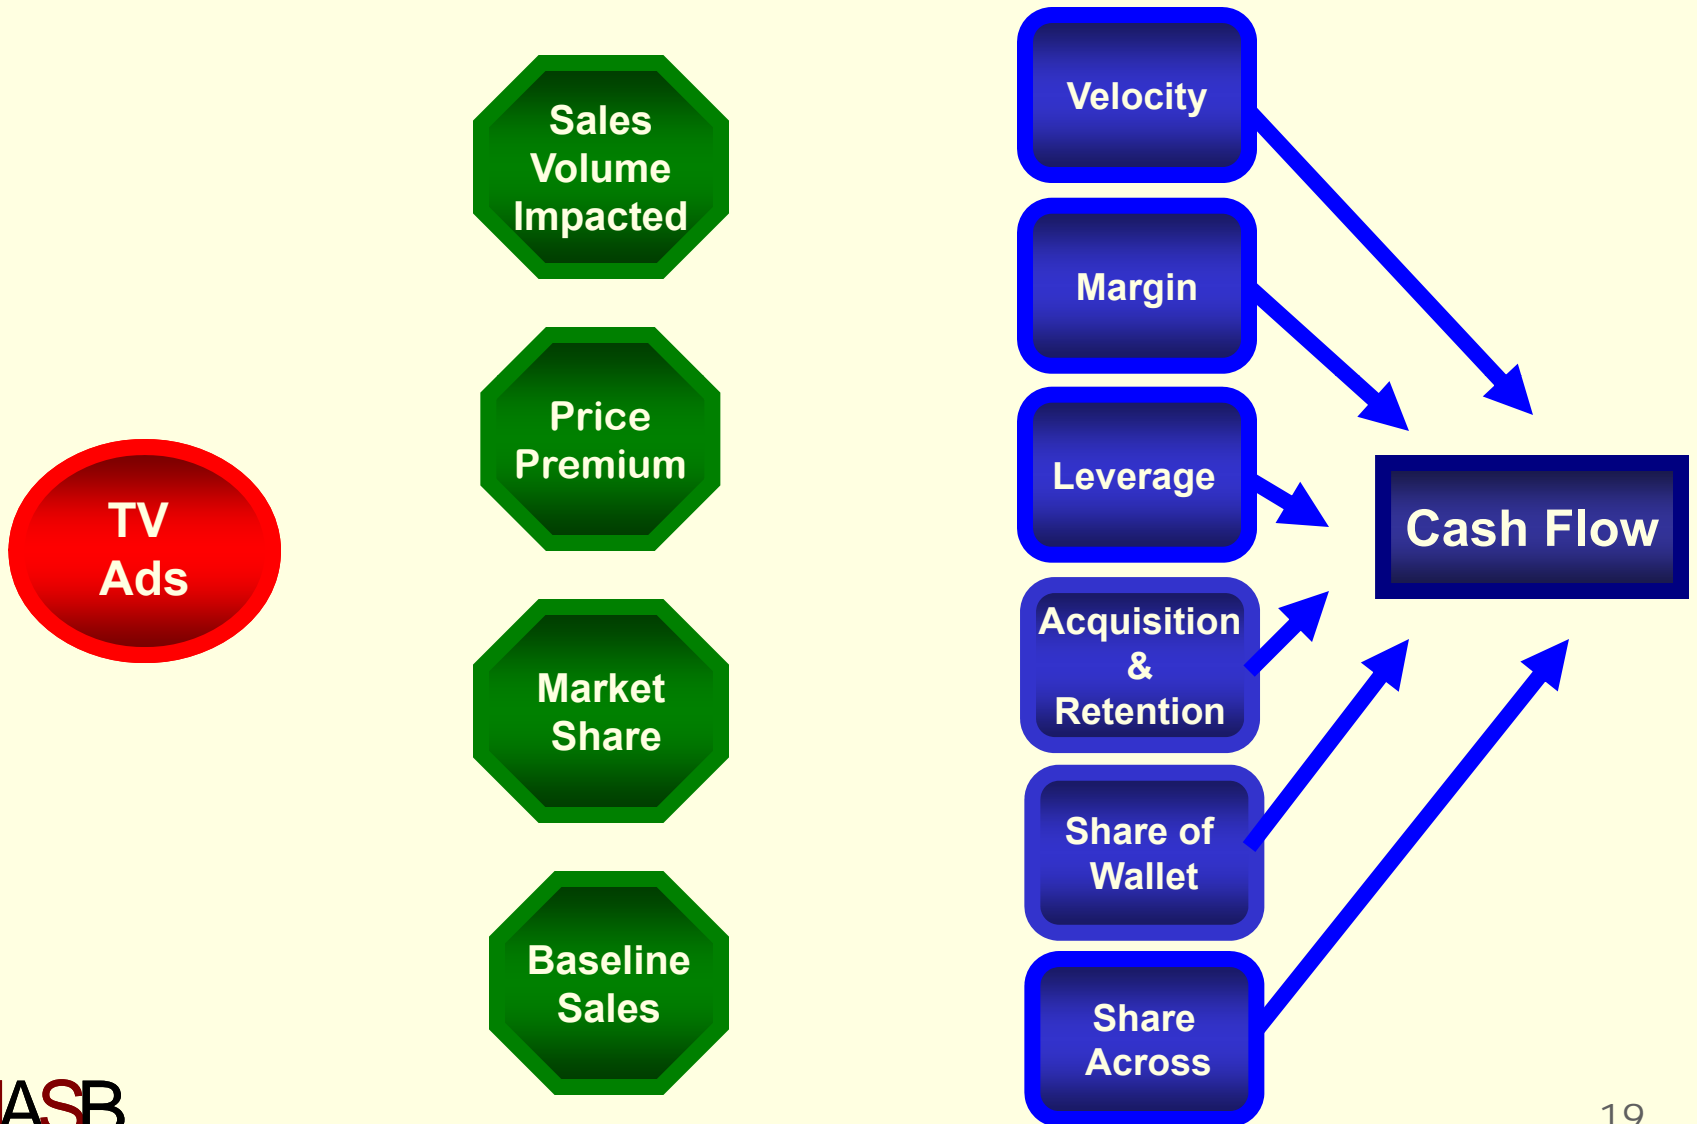 TV
Ads
Sales
Volume
Impacted
Price
Premium
Market
Share
Baseline
Sales
Velocity
Margin
Leverage
Acquisition
&
Retention
Share of
Wallet
Share
Across
Cash Flow
ASB
19